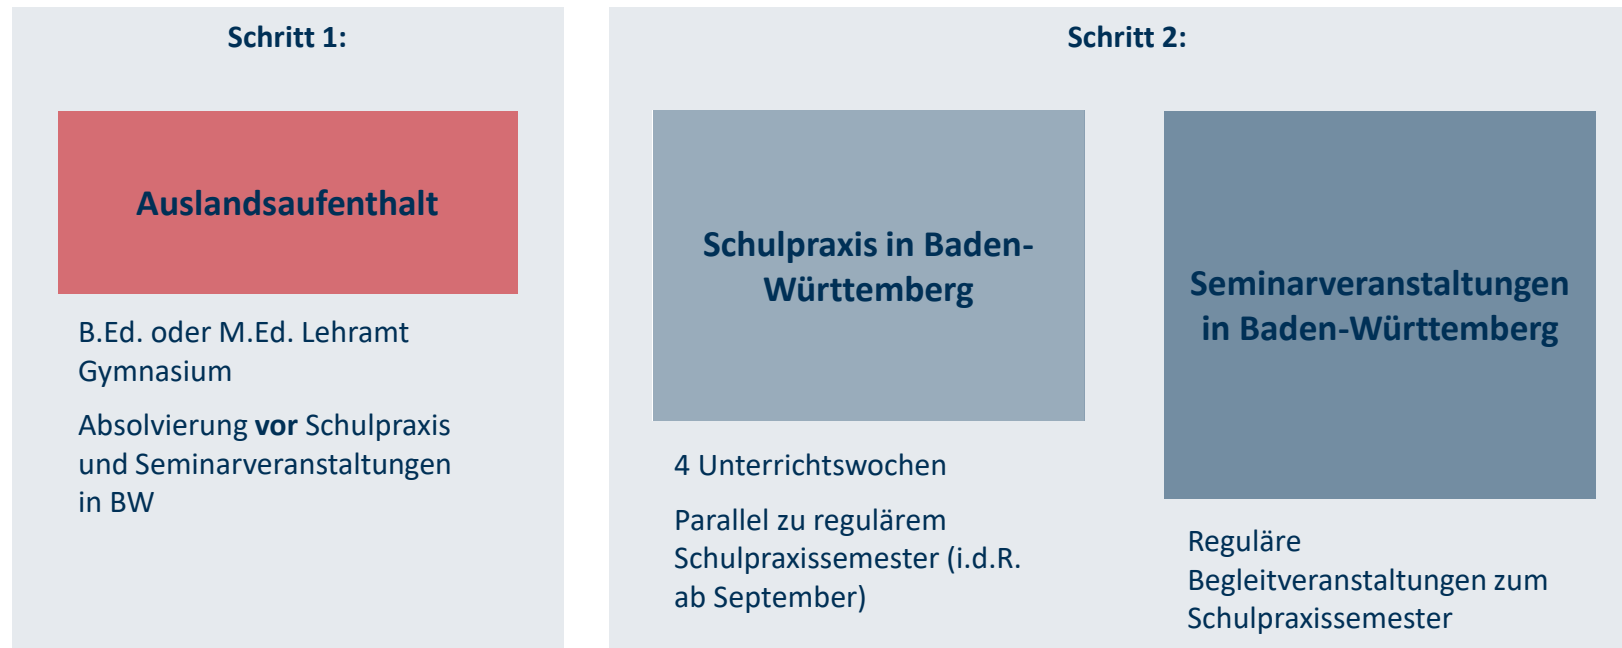 Schritt 1:
Auslandsaufenthalt
B.Ed. oder M.Ed. Lehramt
Gymnasium
Absolvierung vor Schulpraxis
und Seminarveranstaltungen
in BW
Schritt 2:
Schulpraxis in Baden-
Württemberg
4 Unterrichtswochen
Parallel zu regulärem
Schulpraxissemester (i.d.R.
ab September)
Seminarveranstaltungen
in Baden-Württemberg
Reguläre
Begleitveranstaltungen zum
Schulpraxissemester